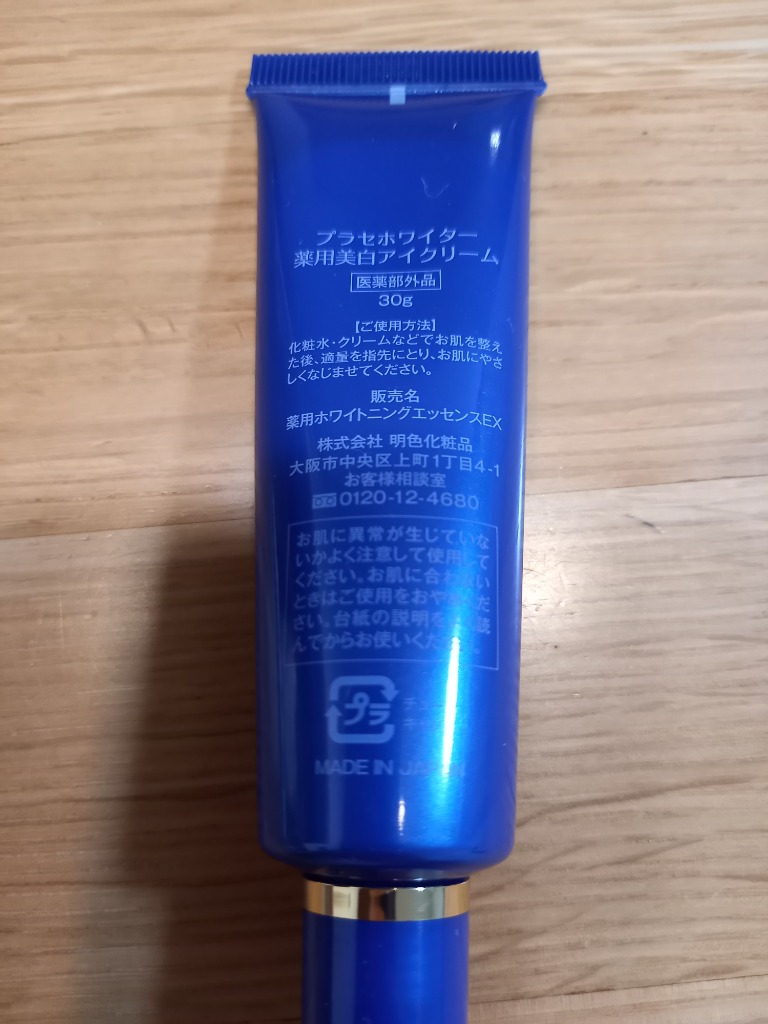 プラセホワイター
薬用美白アイクリーム
医薬部外品
30g
【ご使用方法】
化粧水・クリームなどでお肌を整え
た後、適量を指先にとり、お肌にやさ
しくなじませてください。
販売名
薬用ホワイトニングエッセンスEX
株式会社 明色化粧品
大阪市中央区上町1丁目4-1
お客様相談室
0120-12-4680
お肌に異常が生じていな
いかよく注意して使用して
ください。お肌に合わない
ときはご使用をおやめくだ
さい。台紙の説明を 読
んでからお使いくだ
プラ
MADE IN JAPAN